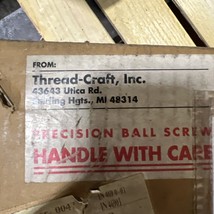 FROM:
Thread-Craft, Inc.
43643 Utica Rd.
Sterling Hgts., MI 48314
PRECISION BALL SCREW
HANDLE WITH CARE